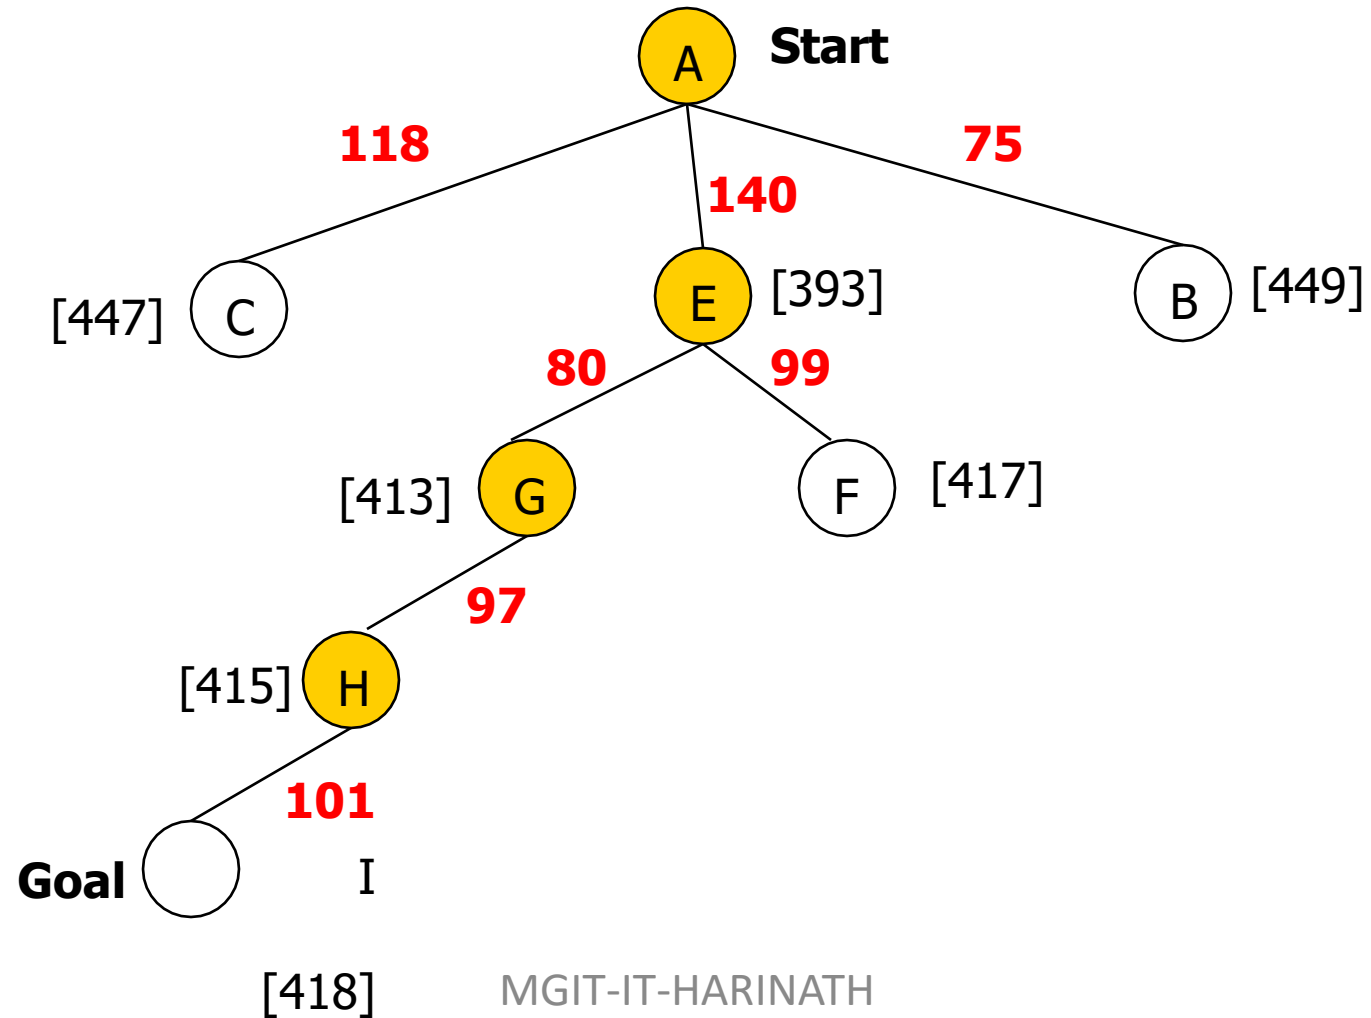 A Start
118
75
140
[447] C
E [393]
B [449]
80
99
[413] G
F [417]
97
[415] H
101
Goal
I
[418]
MGIT-IT-HARINATH